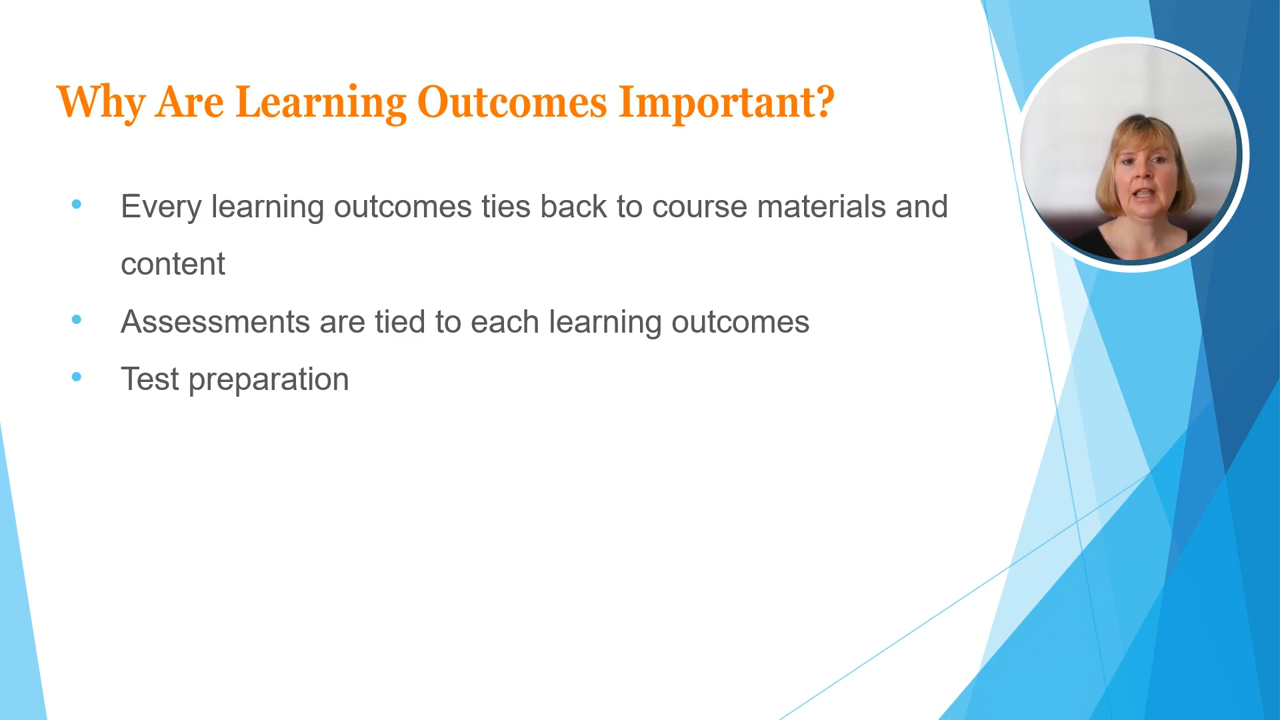 Why Are Learning Outcomes Important?
• Every learning outcomes ties back to course materials and
content
• Assessments are tied to each learning outcomes
• Test preparation